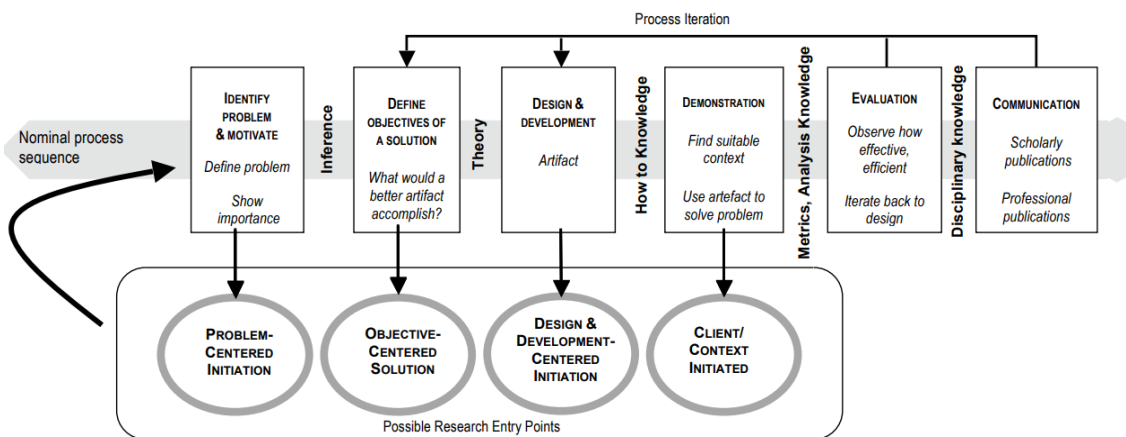 Process Iteration
Nominal process
sequence
IDENTIFY
PROBLEM
& MOTIVATE
Define problem
Show
importance
Inference
DEFINE
OBJECTIVES OF
A SOLUTION
What would a
better artifact
accomplish?
Theory
DESIGN &
DEVELOPMENT
Artifact
How to Knowledge
DEMONSTRATION
Find suitable
context
Use artefact to
solve problem
Metrics, Analysis Knowledge
EVALUATION
Observe how
effective,
efficient
Iterate back to
design
Disciplinary knowledge
COMMUNICATION
Scholarly
publications
Professional
publications
PROBLEM-
CENTERED
INITIATION
OBJECTIVE-
CENTERED
SOLUTION
DESIGN &
DEVELOPMENT-
CENTERED
INITIATION
CLIENT/
CONTEXT
INITIATED
Possible Research Entry Points